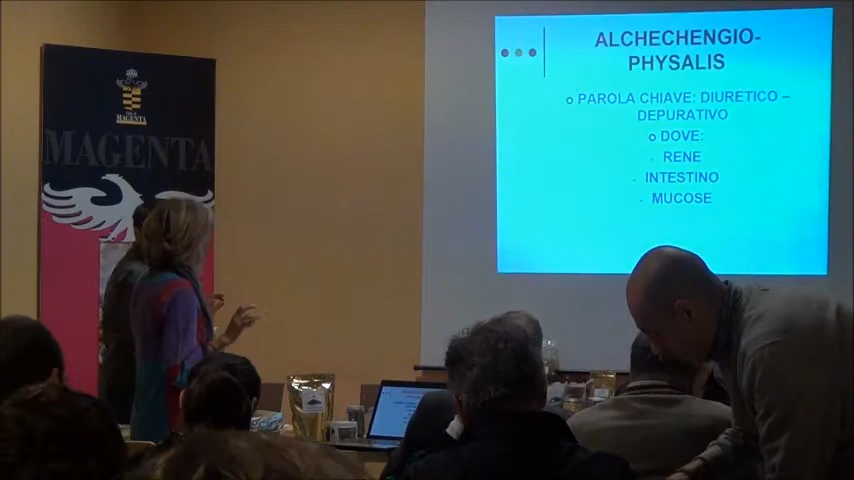 ALCHECHENGIO-
PHYSALIS
PAROLA CHIAVE: DIURETICO –
DEPURATIVO
DOVE:
RENE
INTESTINO
MUCOSE
MAGENTA
MAGENTA